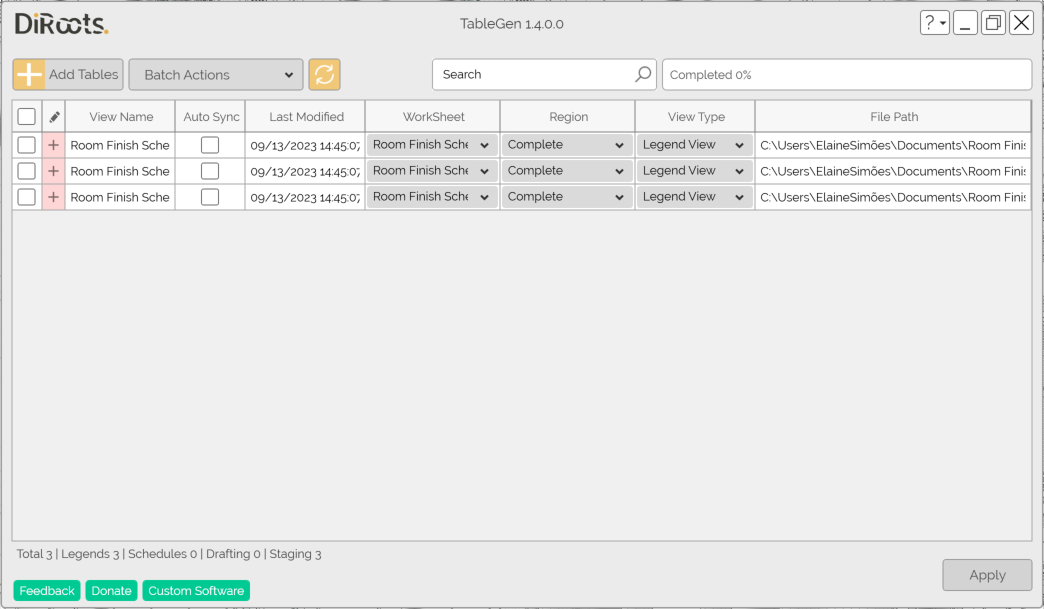 DiRoots.
TableGen 1.4.0.0
?
Add Tables
Batch Actions
Search
Completed 0%
View Name Auto Sync Last Modified WorkSheet Region View Type File Path
+ Room Finish Sche 09/13/2023 14:45:07 Room Finish Sche Complete Legend View C:\Users\ElaineSimões\Documents\Room Finis
+ Room Finish Sche 09/13/2023 14:45:07 Room Finish Sche Complete Legend View C:\Users\ElaineSimões\Documents\Room Finis
+ Room Finish Sche 09/13/2023 14:45:07 Room Finish Sche Complete Legend View C:\Users\ElaineSimões\Documents\Room Finis
Total 3 | Legends 3 | Schedules 0 | Drafting 0 | Staging 3
Apply
Feedback
Donate
Custom Software